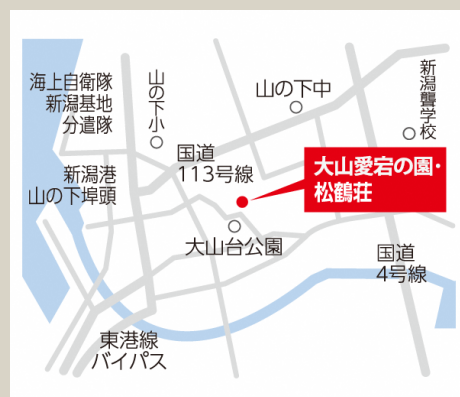 海上自衛隊
新潟基地
分遣隊
山の下小
山の下中
新潟聾学校
国道
113号線
新潟港
山の下埠頭
大山愛宕の園・
松鶴荘
大山台公園
国道
4号線
東港線
バイパス